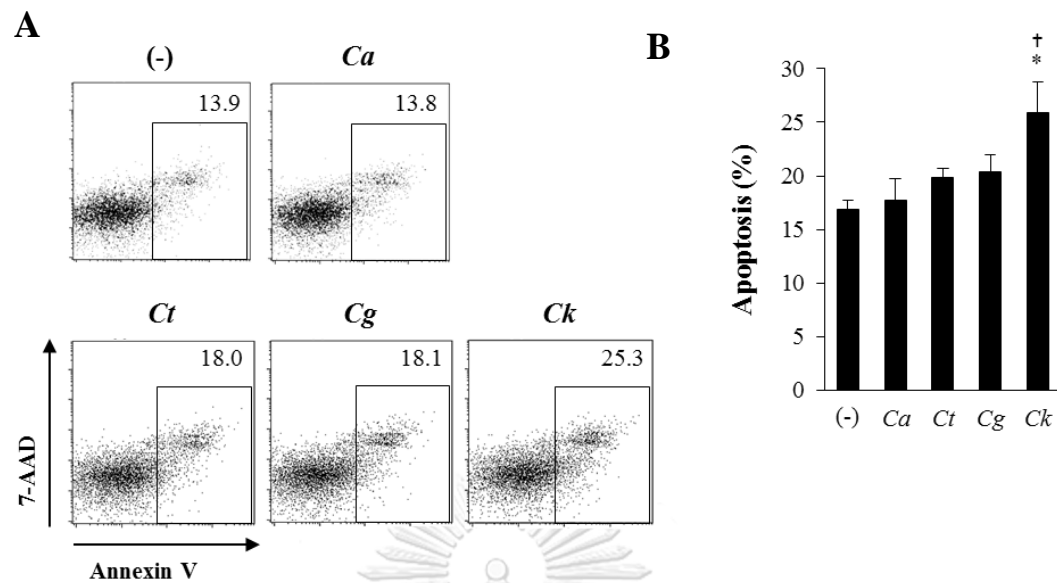 A
(-)
Ca
13.9
13.8
Ct
Cg
Ck
18.0
18.1
25.3
7-AAD
Annexin V
B
†
*
30
25
20
15
10
5
0
Apoptosis (%)
(-) Ca Ct Cg Ck